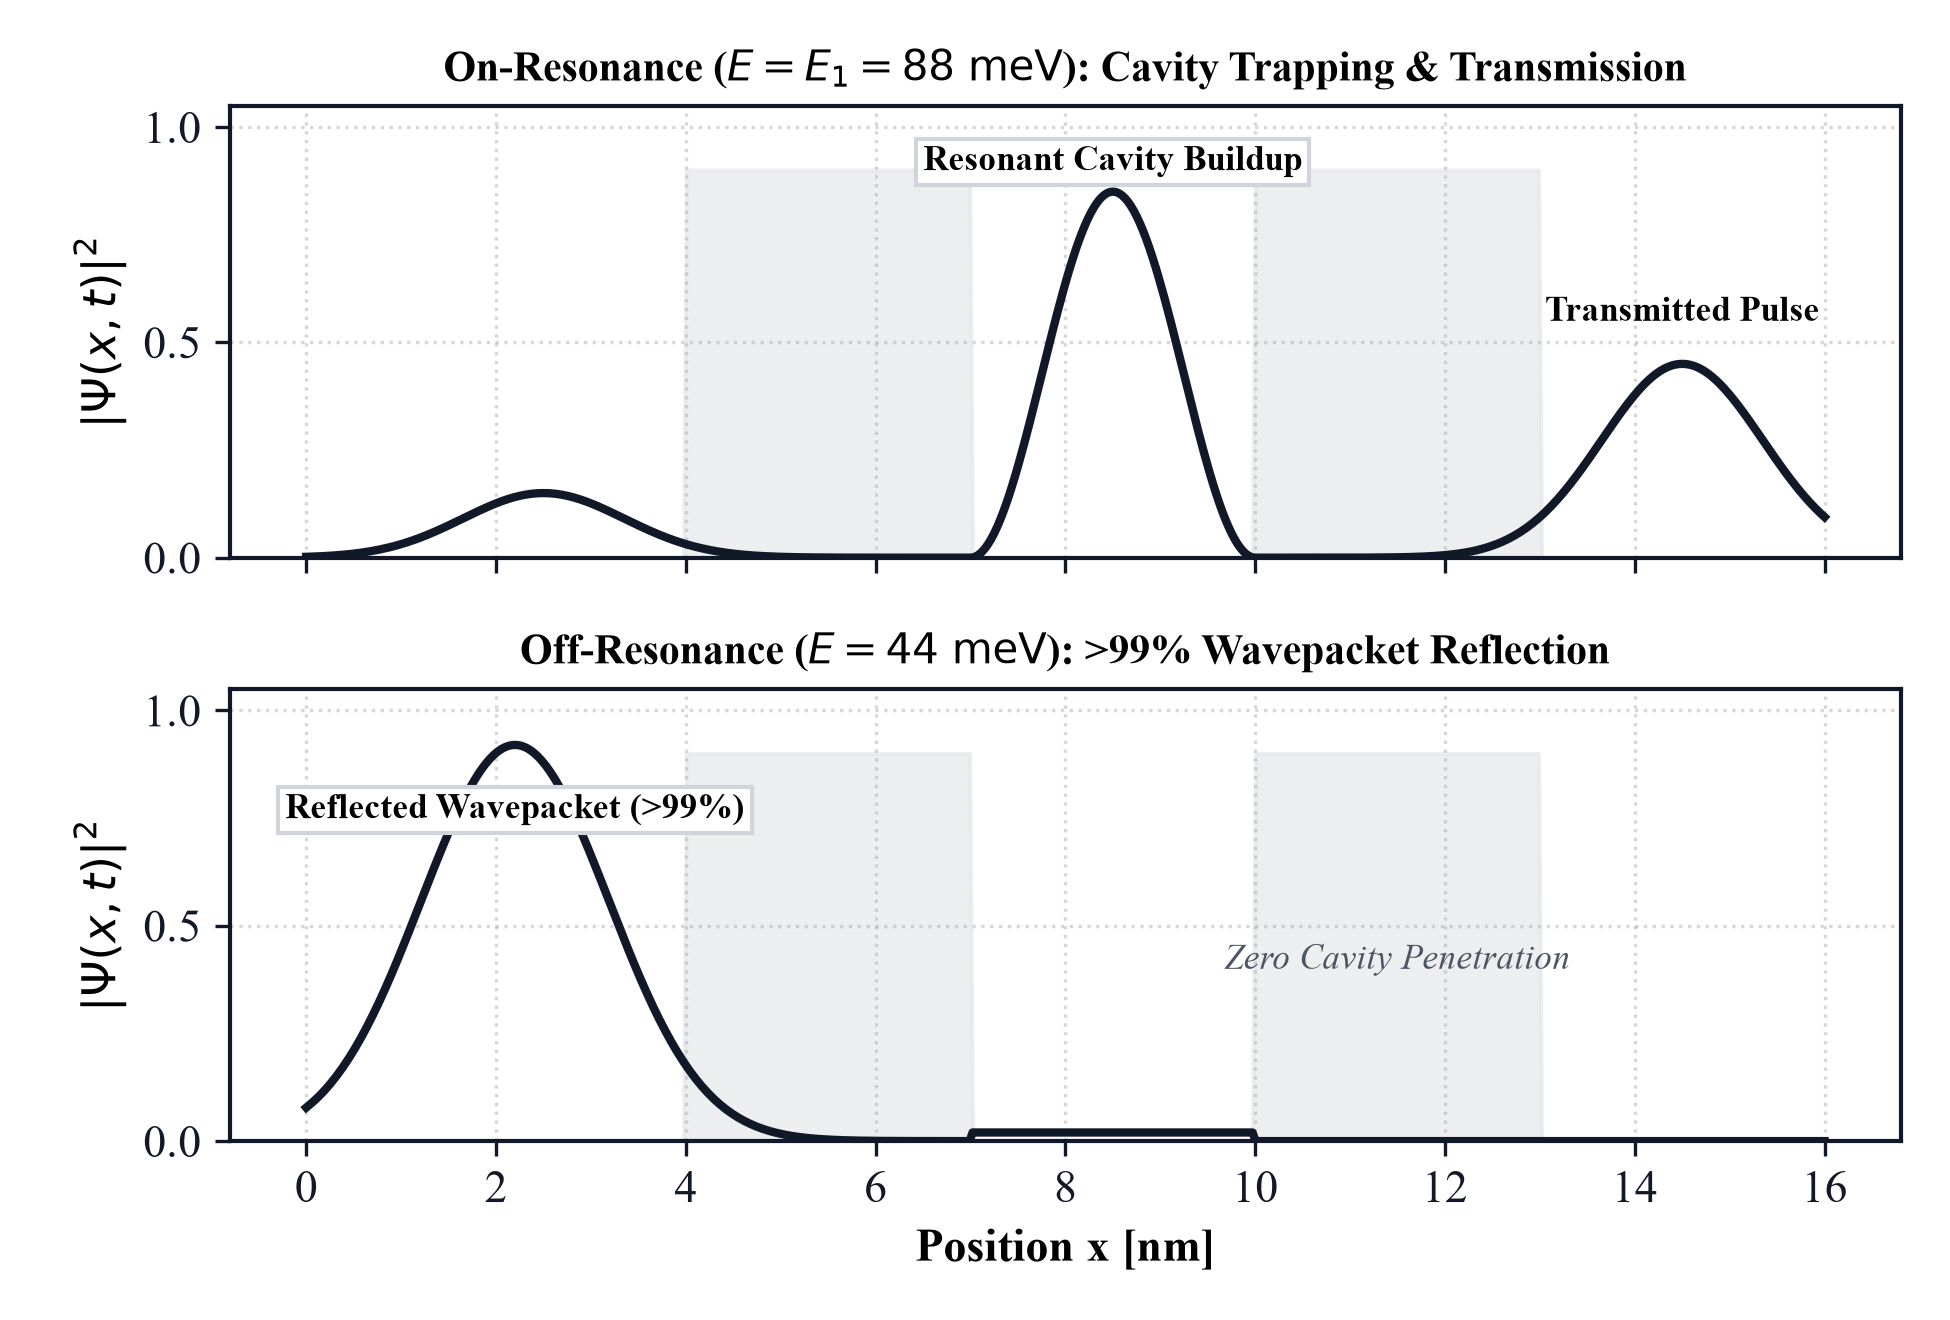 On-Resonance (E = E₁ = 88 meV): Cavity Trapping & Transmission
1.0
0.5
0.0
|Ψ(x, t)|²
Resonant Cavity Buildup
Transmitted Pulse
Off-Resonance (E = 44 meV): >99% Wavepacket Reflection
1.0
0.5
0.0
|Ψ(x, t)|²
Reflected Wavepacket (>99%)
Zero Cavity Penetration
0 2 4 6 8 10 12 14 16
Position x [nm]